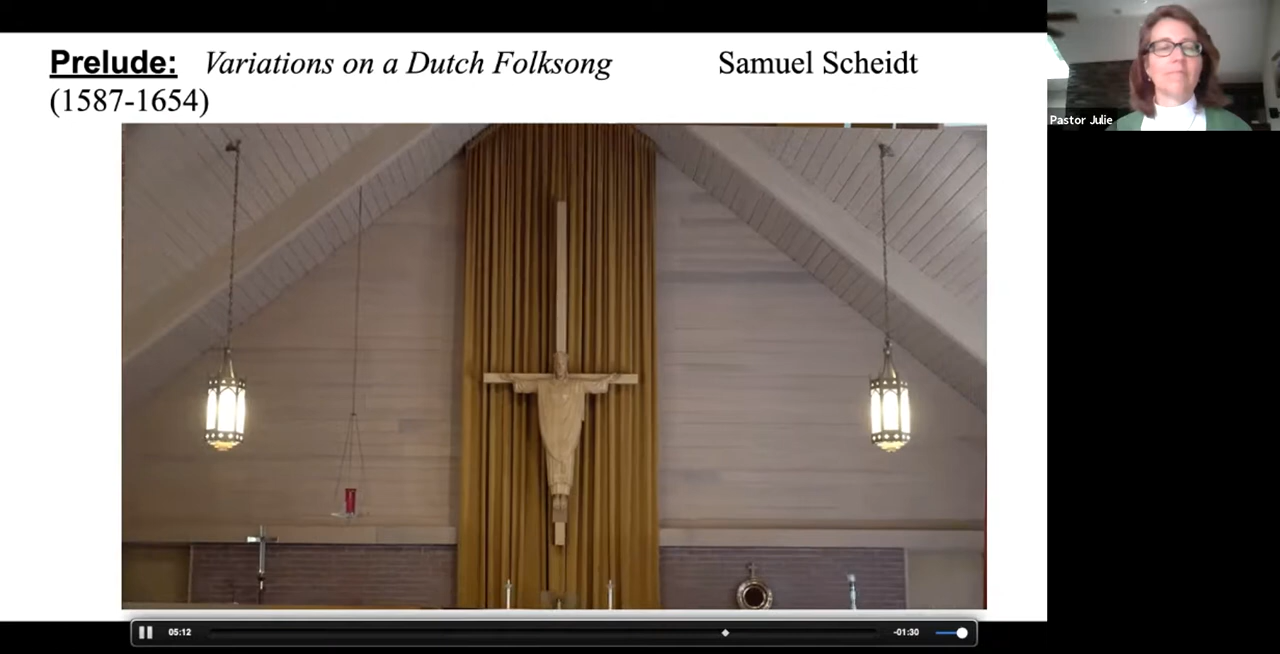 Prelude: Variations on a Dutch Folksong Samuel Scheidt
(1587-1654)
Pastor Julie
05:12 -01:30